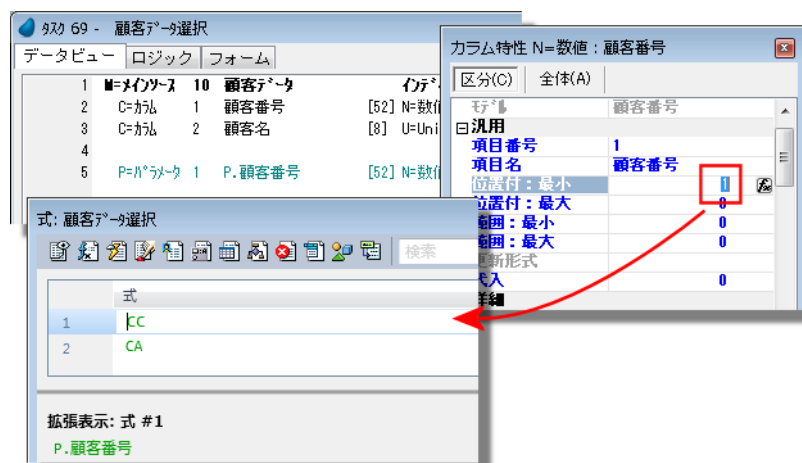 タスク 69 - 顧客データ選択
データビュー ロジック フォーム
1 M=メインソース 10 顧客データ インデ
2 C=カラム 1 顧客番号 [52] N=数値
3 C=カラム 2 顧客名 [8] U=Uni
4
5 P=パラメータ 1 P.顧客番号 [52] N=数値
カラム特性 N=数値：顧客番号
区分(C) 全体(A)
モデル 顧客番号
汎用
項目番号 1
項目名 顧客番号
位置付：最小 1
位置付：最大 0
範囲：最小 0
範囲：最大 0
更新形式
代入 0
詳細
式: 顧客データ選択
検索
式
1 CC
2 CA
拡張表示: 式 #1
P.顧客番号